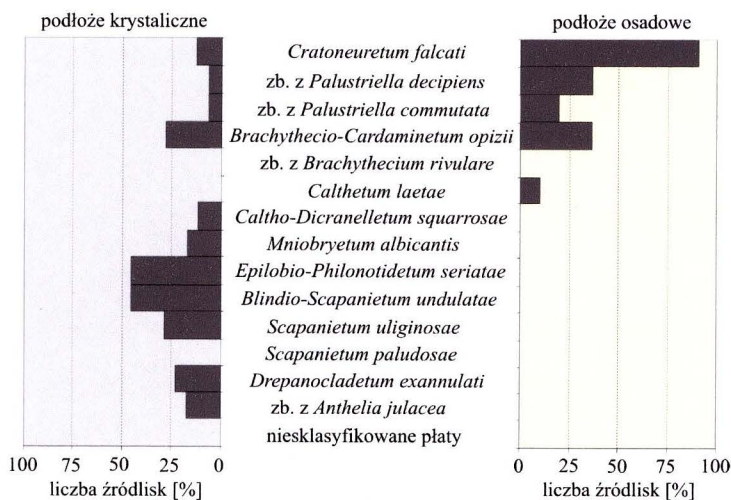 podłoże krystaliczne
podłoże osadowe
Cratoneuretum falcati
zb. z Palustriella decipiens
zb. z Palustriella commutata
Brachythecio-Cardaminetum opizii
zb. z Brachythecium rivulare
Calthetum laetae
Caltho-Dicranelletum squarrosae
Mniobryetum albicantis
Epilobio-Philonotidetum seriatae
Blindio-Scapanietum undulatae
Scapanietum uliginosae
Scapanietum paludosae
Drepanocladetum exannulati
zb. z Anthelia julacea
niesklasyfikowane płaty
100 75 50 25 0
0 25 50 75 100
liczba źródlisk [%]
liczba źródlisk [%]